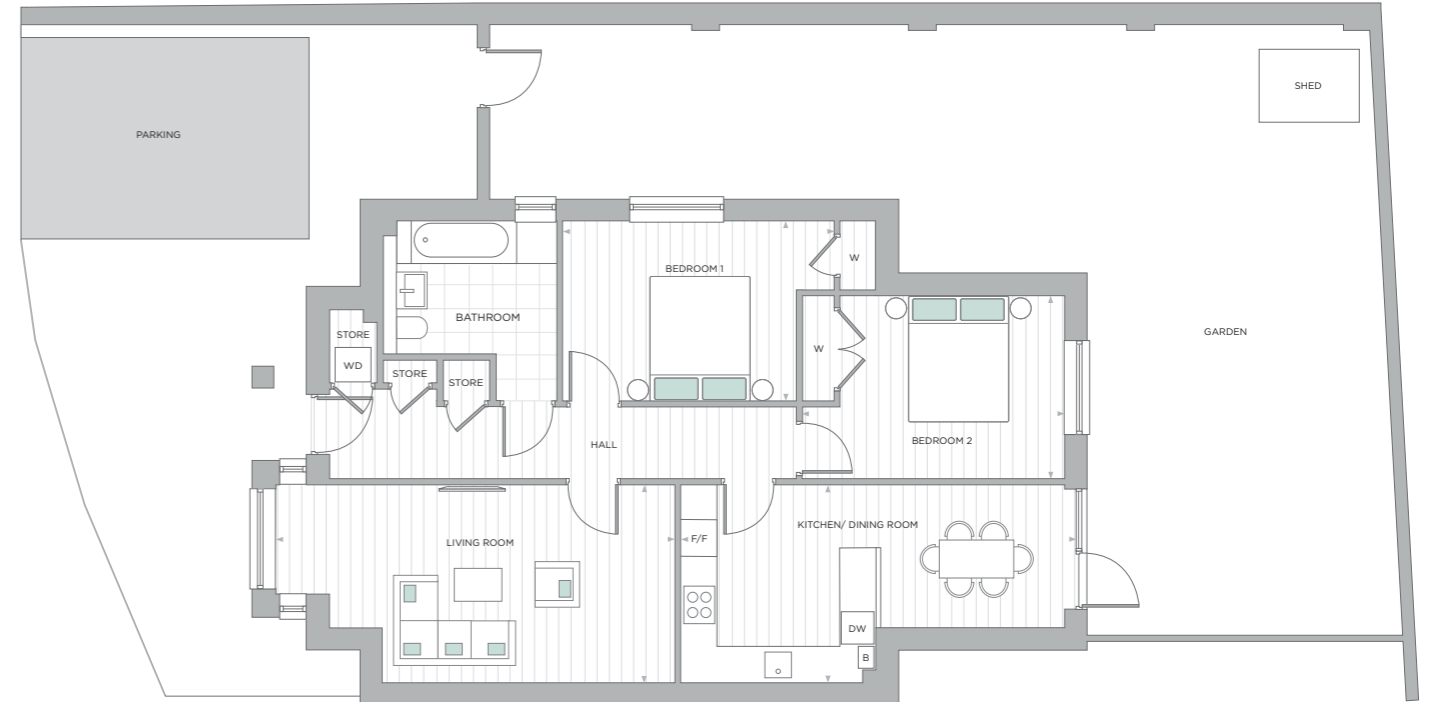 SHED
PARKING
W
BEDROOM 1
BATHROOM
GARDEN
STORE
W
WD
STORE
STORE
BEDROOM 2
HALL
KITCHEN/ DINING ROOM
F/F
LIVING ROOM
DW
B